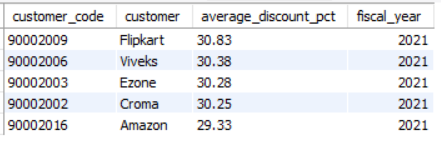 customer_code customer average_discount_pct fiscal_year
90002009 Flipkart 30.83 2021
90002006 Viveks 30.38 2021
90002003 Ezone 30.28 2021
90002002 Croma 30.25 2021
90002016 Amazon 29.33 2021